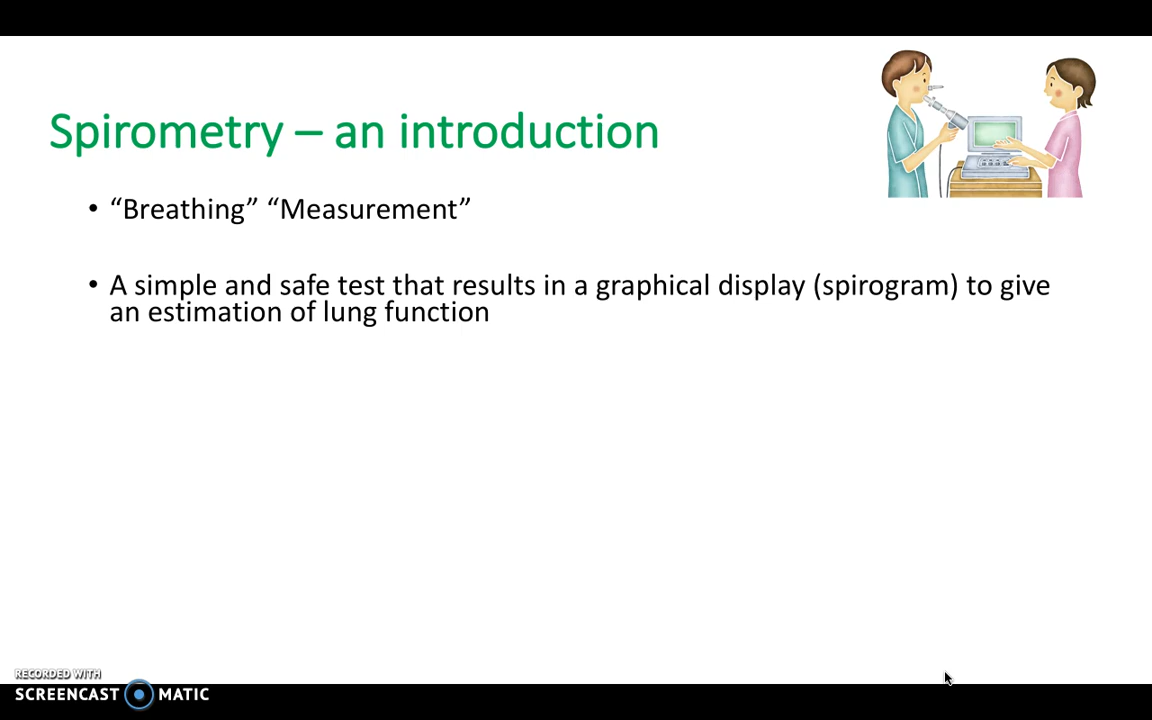 Spirometry – an introduction
• “Breathing” “Measurement”
• A simple and safe test that results in a graphical display (spirogram) to give
an estimation of lung function
RECORDED WITH
SCREENCAST MATIC